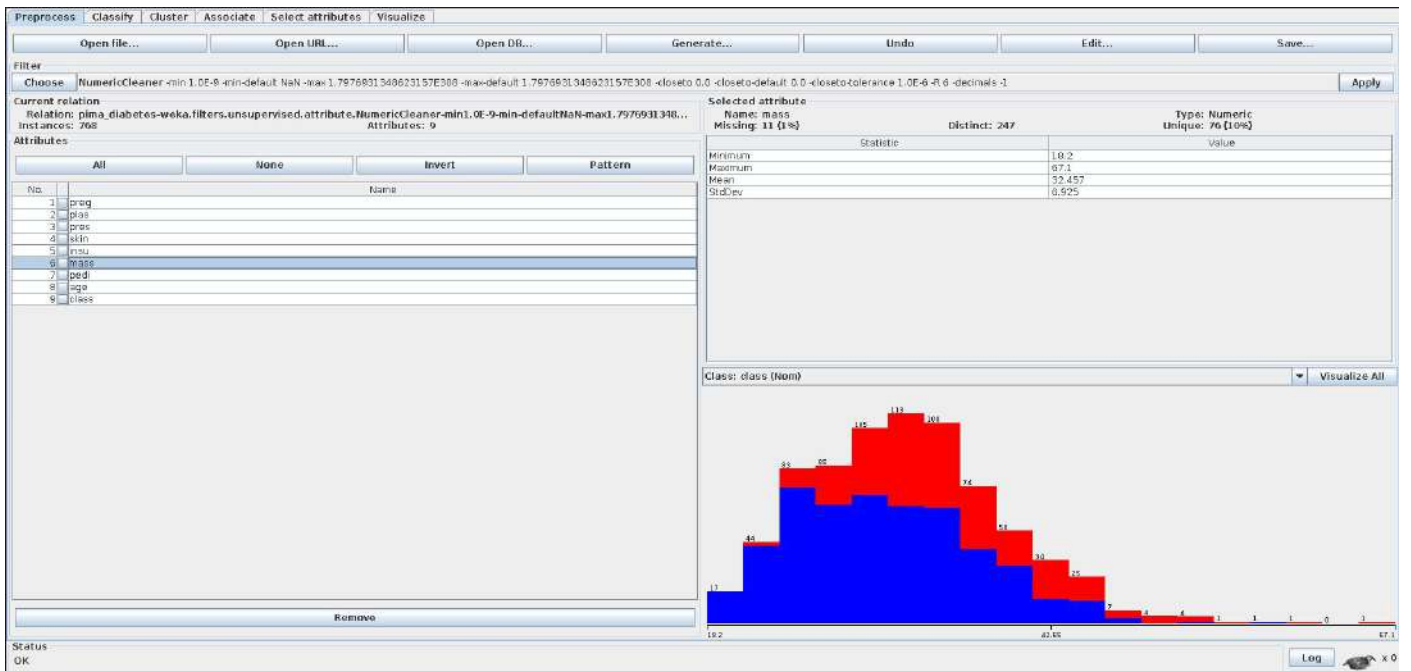 Preprocess Classify Cluster Associate Select attributes Visualize
Open file... Open URL... Open DB... Generate... Undo Edit... Save...
Filter
Choose NumericCleaner -min 1.0E-9 -min-default NaN -max 1.7976931348623157E308 -max-default 1.7976931348623157E308 -closeto 0.0 -closeto-default 0.0 -closeto-tolerance 1.0E-6 -R 6 -decimals -1 Apply
Current relation
Relation: pima_diabetes-weka.filters.unsupervised.attribute.NumericCleaner-min1.0E-9-min-defaultNaN-max1.7976931348...
Instances: 768 Attributes: 9
Attributes
All None Invert Pattern
No. Name
1 preg
2 plas
3 pres
4 skin
5 insu
6 mass
7 pedi
8 age
9 class
Remove
Selected attribute
Name: mass Type: Numeric
Missing: 11 (1%) Distinct: 247 Unique: 76 (10%)
Statistic Value
Minimum 18.2
Maximum 67.1
Mean 32.457
StdDev 6.925
Class: class (Nom) Visualize All
113
108
105
85
83
74
44
25
17
7
4
1 1 1 0 1
18.2 42.65 67.1
Status
OK
Log x 0